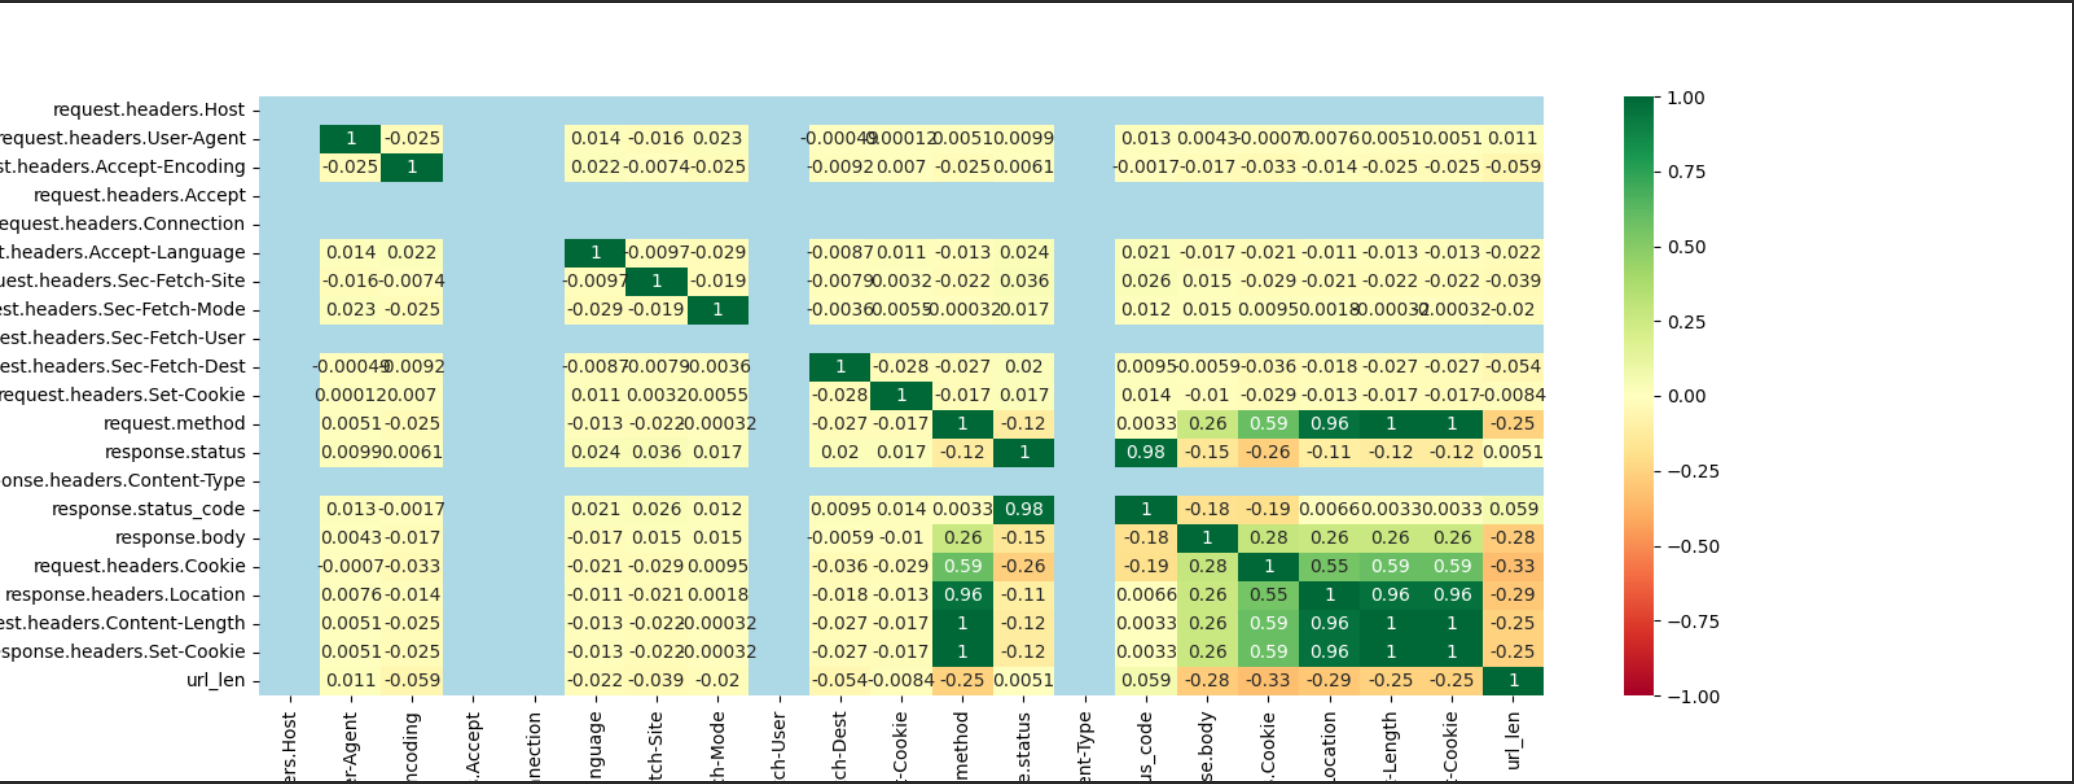 request.headers.Host
request.headers.User-Agent 1 -0.025 0.014 -0.016 0.023 -0.00049 0.00012 0.0051 0.0099 0.013 0.0043 -0.0007 0.0076 0.0051 0.0051 0.011
st.headers.Accept-Encoding -0.025 1 0.022 -0.0074 -0.025 -0.0092 0.007 -0.025 0.0061 -0.0017 -0.017 -0.033 -0.014 -0.025 -0.025 -0.059
request.headers.Accept
equest.headers.Connection
t.headers.Accept-Language 0.014 0.022 1 -0.0097 -0.029 -0.0087 0.011 -0.013 0.024 0.021 -0.017 -0.021 -0.011 -0.013 -0.013 -0.022
uest.headers.Sec-Fetch-Site -0.016 -0.0074 -0.0097 1 -0.019 -0.0079 0.0032 -0.022 0.036 0.026 0.015 -0.029 -0.021 -0.022 -0.022 -0.039
est.headers.Sec-Fetch-Mode 0.023 -0.025 -0.029 -0.019 1 -0.0036 0.0055 -0.00032 0.017 0.012 0.015 0.0095 0.0018 -0.00032 -0.00032 -0.02
est.headers.Sec-Fetch-User
est.headers.Sec-Fetch-Dest -0.00049 -0.0092 -0.0087 -0.0079 -0.0036 1 -0.028 -0.027 0.02 0.0095 -0.0059 -0.036 -0.018 -0.027 -0.027 -0.054
request.headers.Set-Cookie 0.00012 0.007 0.011 0.0032 0.0055 -0.028 1 -0.017 0.017 0.014 -0.01 -0.029 -0.013 -0.017 -0.017 -0.0084
request.method 0.0051 -0.025 -0.013 -0.022 -0.00032 -0.027 -0.017 1 -0.12 0.0033 0.26 0.59 0.96 1 1 -0.25
response.status 0.0099 0.0061 0.024 0.036 0.017 0.02 0.017 -0.12 1 0.98 -0.15 -0.26 -0.11 -0.12 -0.12 0.0051
onse.headers.Content-Type
response.status_code 0.013 -0.0017 0.021 0.026 0.012 0.0095 0.014 0.0033 0.98 1 -0.18 -0.19 0.0066 0.0033 0.0033 0.059
response.body 0.0043 -0.017 -0.017 0.015 0.015 -0.0059 -0.01 0.26 -0.15 -0.18 1 0.28 0.26 0.26 0.26 -0.28
request.headers.Cookie -0.0007 -0.033 -0.021 -0.029 0.0095 -0.036 -0.029 0.59 -0.26 -0.19 0.28 1 0.55 0.59 0.59 -0.33
response.headers.Location 0.0076 -0.014 -0.011 -0.021 0.0018 -0.018 -0.013 0.96 -0.11 0.0066 0.26 0.55 1 0.96 0.96 -0.29
est.headers.Content-Length 0.0051 -0.025 -0.013 -0.022 -0.00032 -0.027 -0.017 1 -0.12 0.0033 0.26 0.59 0.96 1 1 -0.25
sponse.headers.Set-Cookie 0.0051 -0.025 -0.013 -0.022 -0.00032 -0.027 -0.017 1 -0.12 0.0033 0.26 0.59 0.96 1 1 -0.25
url_len 0.011 -0.059 -0.022 -0.039 -0.02 -0.054 -0.0084 -0.25 0.0051 0.059 -0.28 -0.33 -0.29 -0.25 -0.25 1
ers.Host
er-Agent
ncoding
.Accept
nnection
nguage
tch-Site
ch-Mode
ch-User
ch-Dest
t-Cookie
method
e.status
ent-Type
us_code
se.body
.Cookie
ocation
-Length
t-Cookie
url_len
1.00
0.75
0.50
0.25
0.00
−0.25
−0.50
−0.75
−1.00